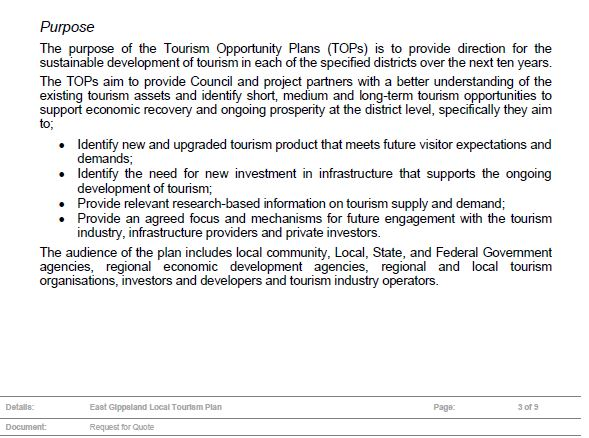 Purpose
The purpose of the Tourism Opportunity Plans (TOPs) is to provide direction for the
sustainable development of tourism in each of the specified districts over the next ten years.
The TOPs aim to provide Council and project partners with a better understanding of the
existing tourism assets and identify short, medium and long-term tourism opportunities to
support economic recovery and ongoing prosperity at the district level, specifically they aim
to;
• Identify new and upgraded tourism product that meets future visitor expectations and
demands;
• Identify the need for new investment in infrastructure that supports the ongoing
development of tourism;
• Provide relevant research-based information on tourism supply and demand;
• Provide an agreed focus and mechanisms for future engagement with the tourism
industry, infrastructure providers and private investors.
The audience of the plan includes local community, Local, State, and Federal Government
agencies, regional economic development agencies, regional and local tourism
organisations, investors and developers and tourism industry operators.
Details: East Gippsland Local Tourism Plan Page: 3 of 9
Document: Request for Quote